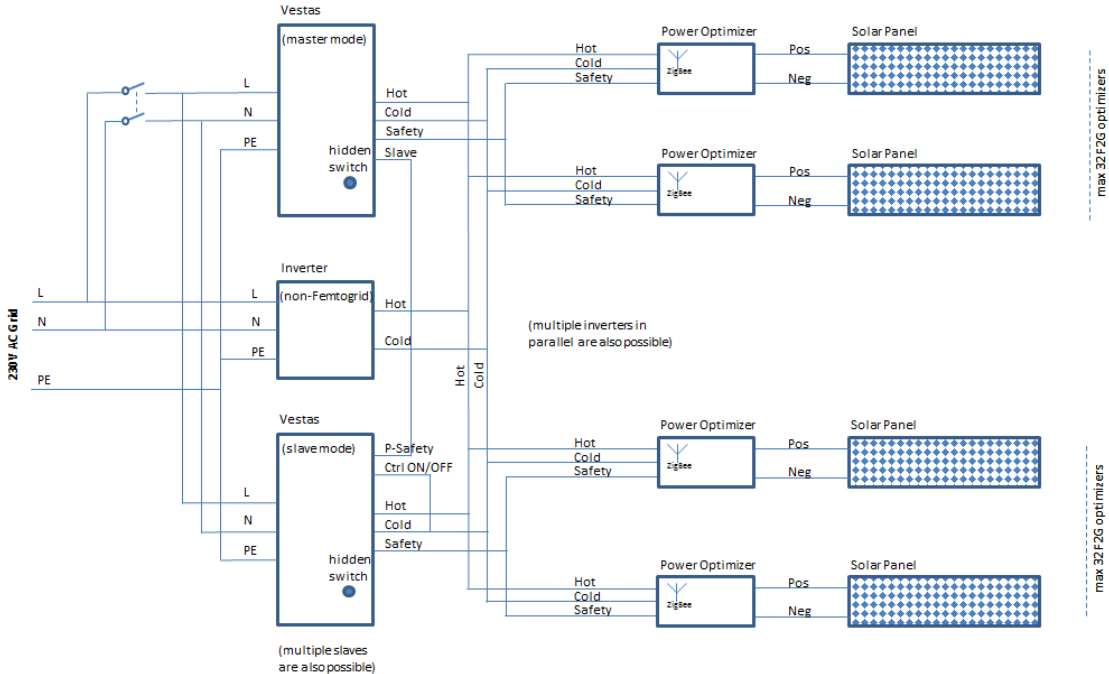 Vestas
(master mode)
L
N
PE
hidden
switch
Hot
Cold
Safety
Slave
Hot
Cold
Safety
Power Optimizer
ZigBee
Pos
Neg
Solar Panel
Hot
Cold
Safety
Power Optimizer
ZigBee
Pos
Neg
Solar Panel
max 32 F2G optimizers
230V AC Grid
L
N
PE
Inverter
(non-Femtogrid)
L
N
PE
Hot
Cold
Hot
Cold
(multiple inverters in
parallel are also possible)
Vestas
(slave mode)
L
N
PE
hidden
switch
P-Safety
Ctrl ON/OFF
Hot
Cold
Safety
(multiple slaves
are also possible)
Hot
Cold
Safety
Power Optimizer
ZigBee
Pos
Neg
Solar Panel
Hot
Cold
Safety
Power Optimizer
ZigBee
Pos
Neg
Solar Panel
max 32 F2G optimizers